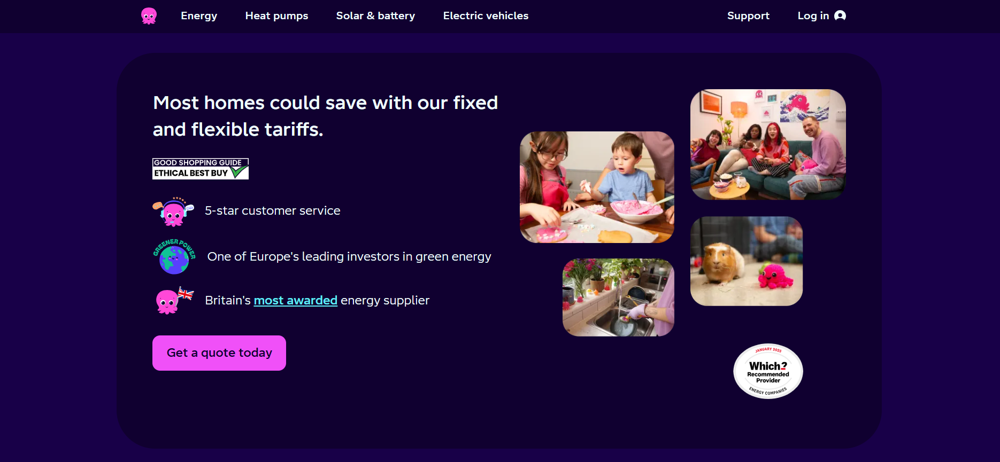 Energy
Heat pumps
Solar & battery
Electric vehicles
Support
Log in
Most homes could save with our fixed
and flexible tariffs.
GOOD SHOPPING GUIDE
ETHICAL BEST BUY
5-star customer service
GREENER POWER
One of Europe's leading investors in green energy
Britain's most awarded energy supplier
Get a quote today
JANUARY 2025
Which?
Recommended
Provider
ENERGY COMPANIES